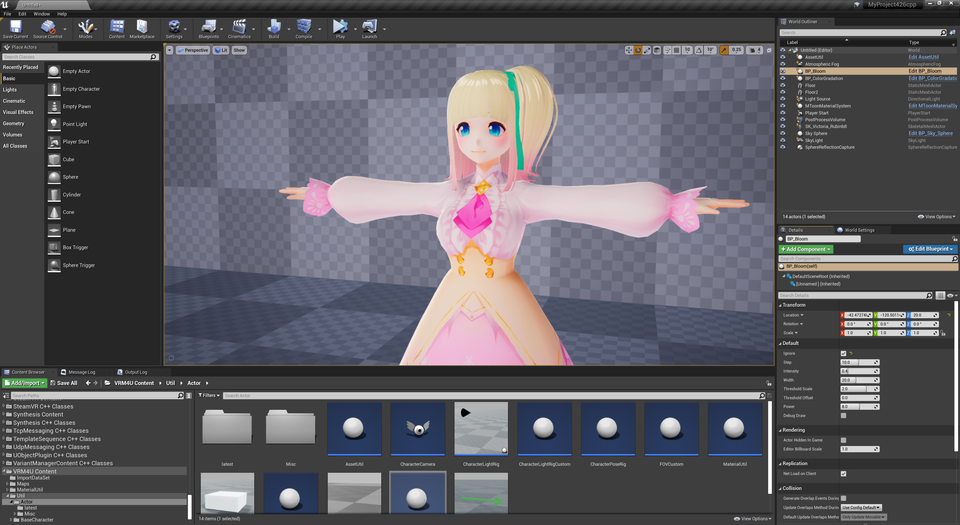 Untitled
MyProject426cpp
File Edit Window Help
Save Current Source Control Modes Content Marketplace Settings Blueprints Cinematics Build Compile Play Launch
Place Actors
Search Classes
Recently Placed
Basic
Lights
Cinematic
Visual Effects
Geometry
Volumes
All Classes
Empty Actor
Empty Character
Empty Pawn
Point Light
Player Start
Cube
Sphere
Cylinder
Cone
Plane
Box Trigger
Sphere Trigger
Perspective Lit Show
10 10° 0.25
World Outliner
Search...
Label Type
Untitled (Editor) World
AssetUtil Edit AssetUtil
Atmospheric Fog AtmosphericFog
BP_Bloom Edit BP_Bloom
BP_ColorGradation Edit BP_ColorGradatio
Floor StaticMeshActor
Floor2 StaticMeshActor
Light Source DirectionalLight
MToonMaterialSystem Edit MToonMaterialSy
Player Start PlayerStart
PostProcessVolume PostProcessVolume
SK_Victoria_Rubin SkeletalMeshActor
Sky Sphere Edit BP_Sky_Sphere
SkyLight SkyLight
SphereReflectionCapture SphereReflectionCapture
14 actors (1 selected) View Options
Details World Settings
BP_Bloom
+ Add Component Edit Blueprint
Search Components
BP_Bloom(self)
DefaultSceneRoot (Inherited)
[Unnamed] (Inherited)
Search Details
Transform
Location 20.0
Rotation 0.0° 0.0° 0.0°
Scale 1.0 1.0 1.0
Default
Ignore
Step 10.0
Intensity 0.4
Width 20.0
Threshold Scale 2.0
Threshold Offset 0.0
Power 8.0
Debug Draw
Rendering
Actor Hidden In Game
Editor Billboard Scale 1.0
Replication
Net Load on Client
Collision
Generate Overlap Events During
Update Overlaps Method During Use Config Default
Default Update Overlaps Metho Only Update Movable
Content Browser Message Log Output Log
Add/Import Save All VRM4U Content Util Actor
Search Paths Filters Search Actor
SteamVR C++ Classes
Synthesis Content
Synthesis C++ Classes
TcpMessaging C++ Classes
TemplateSequence C++ Classes
UdpMessaging C++ Classes
UObjectPlugin C++ Classes
VariantManagerContent C++ Classes
VRM4U Content
ImportDataSet
Maps
MaterialUtil
Util
Actor
latest
Misc
BaseCharacter
latest Misc AssetUtil CharacterCamera CharacterLightRig CharacterLightRigCustom CharacterPoseRig FOVCustom MaterialUtil
14 items (1 selected) View Options